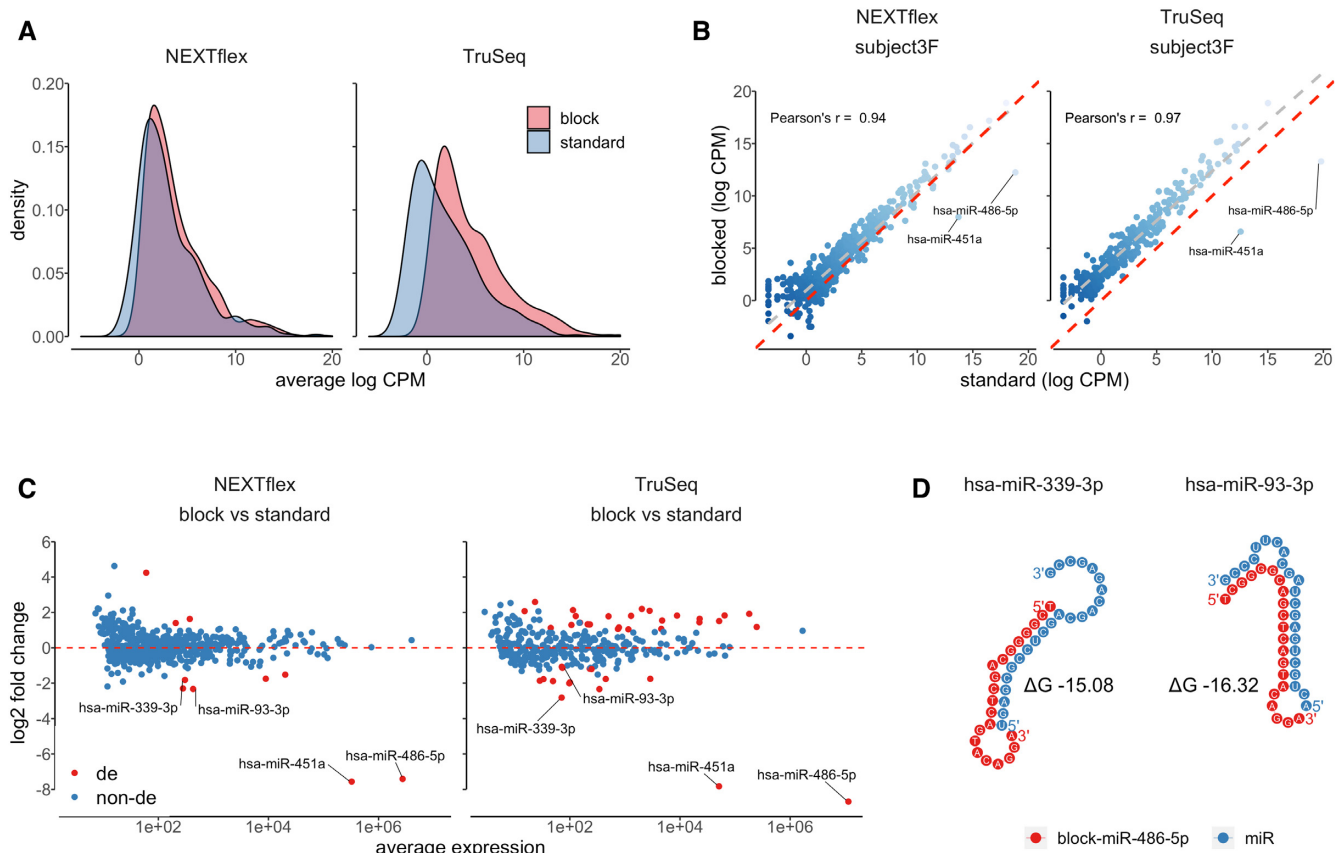 A
NEXTflex
TruSeq
0.20
0.15
0.10
0.05
0.00
density
block
standard
0
10
20
0
10
20
average log CPM
B
NEXTflex
subject3F
TruSeq
subject3F
20
15
10
5
0
blocked (log CPM)
Pearson's r = 0.94
hsa-miR-486-5p
hsa-miR-451a
Pearson's r = 0.97
hsa-miR-486-5p
hsa-miR-451a
0
5
10
15
20
0
5
10
15
20
standard (log CPM)
C
NEXTflex
block vs standard
TruSeq
block vs standard
6
4
2
0
-2
-4
-6
-8
log2 fold change
hsa-miR-339-3p
hsa-miR-93-3p
hsa-miR-451a
hsa-miR-486-5p
de
non-de
hsa-miR-93-3p
hsa-miR-339-3p
hsa-miR-451a
hsa-miR-486-5p
1e+02
1e+04
1e+06
1e+02
1e+04
1e+06
average expression
D
hsa-miR-339-3p
hsa-miR-93-3p
3'
5'
ΔG -15.08
5'
3'
3'
5'
ΔG -16.32
5'
3'
block-miR-486-5p
miR